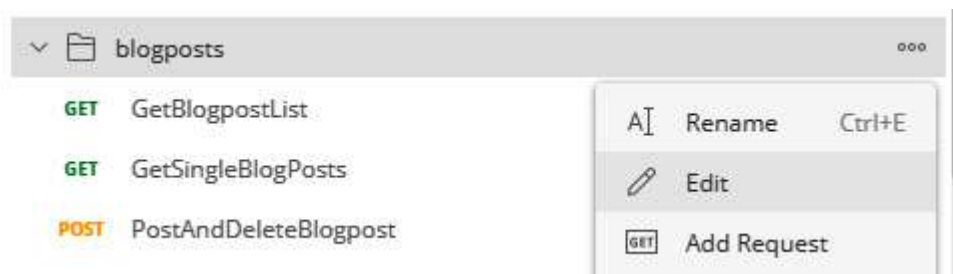 blogposts
GET GetBlogpostList
GET GetSingleBlogPosts
POST PostAndDeleteBlogpost
Rename Ctrl+E
Edit
GET Add Request